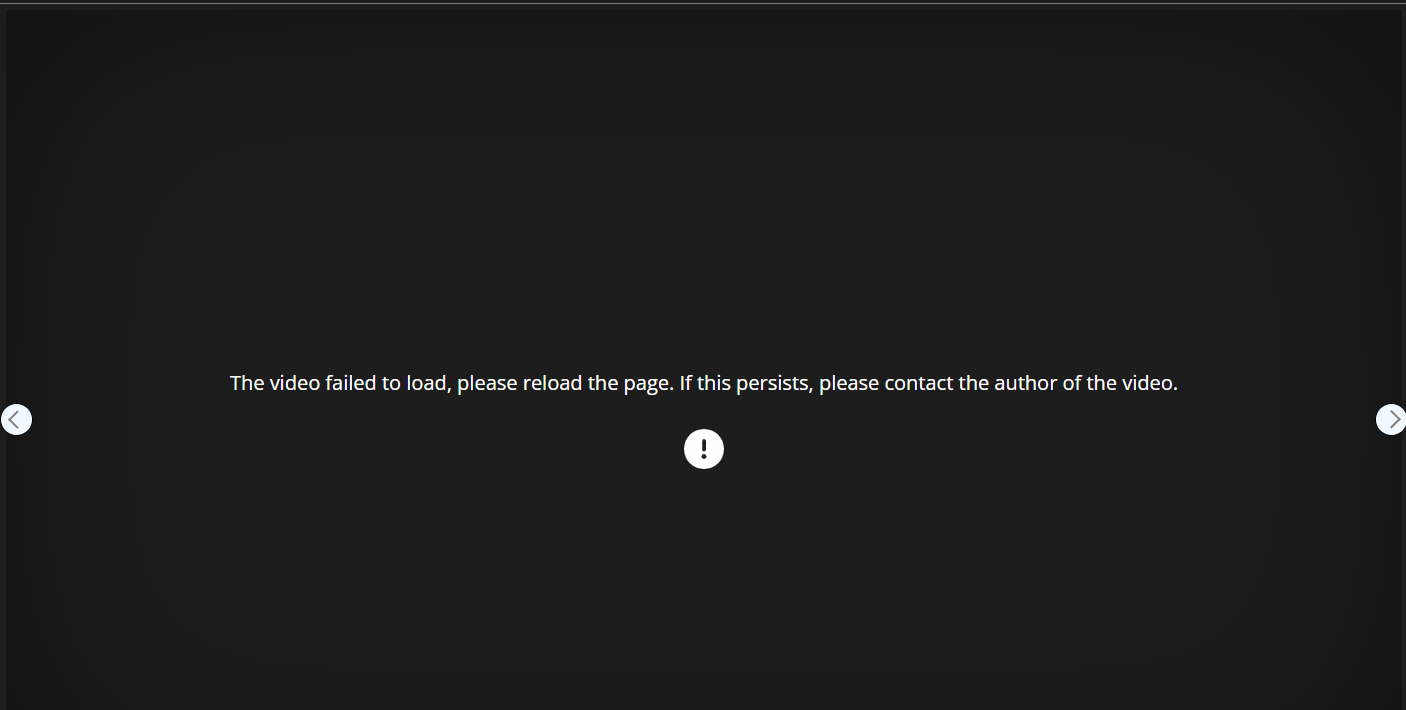 The video failed to load, please reload the page. If this persists, please contact the author of the video.